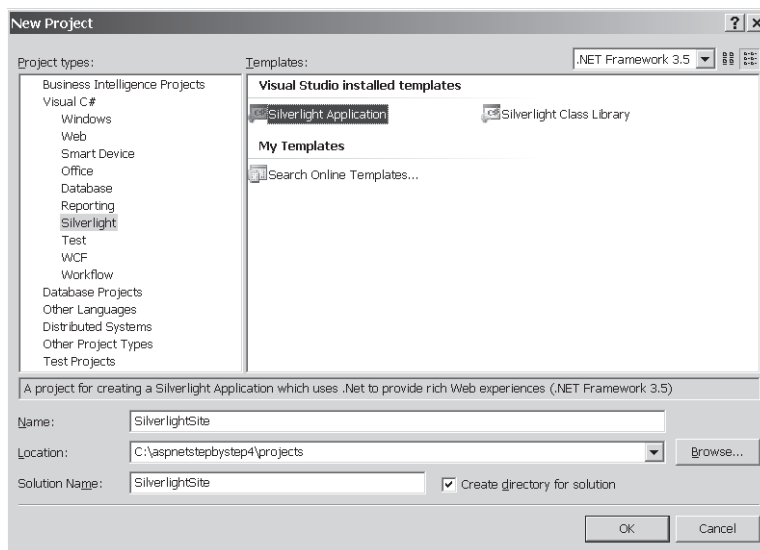 New Project
Project types:
Templates:
.NET Framework 3.5
Business Intelligence Projects
Visual C#
Windows
Web
Smart Device
Office
Database
Reporting
Silverlight
Test
WCF
Workflow
Database Projects
Other Languages
Distributed Systems
Other Project Types
Test Projects
Visual Studio installed templates
Silverlight Application
Silverlight Class Library
My Templates
Search Online Templates...
A project for creating a Silverlight Application which uses .Net to provide rich Web experiences (.NET Framework 3.5)
Name:
SilverlightSite
Location:
C:\aspnetstepbystep4\projects
Browse...
Solution Name:
SilverlightSite
Create directory for solution
OK
Cancel